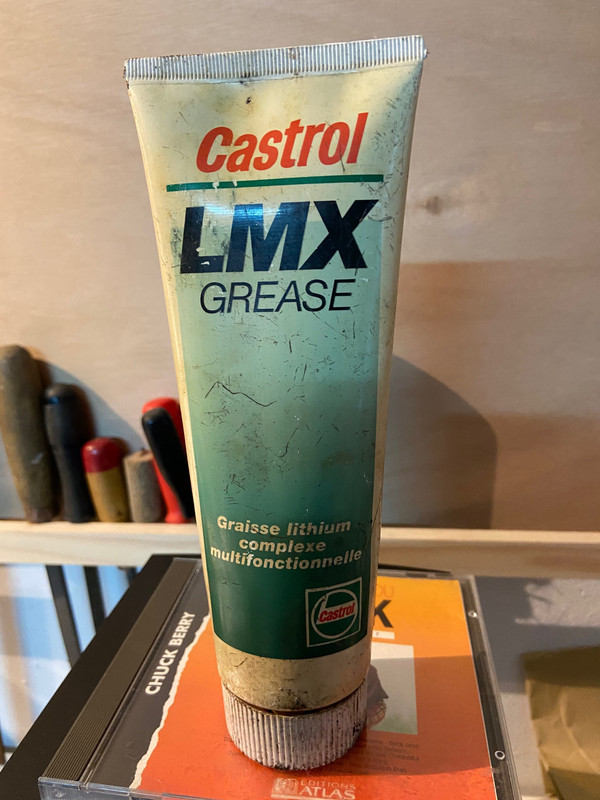 Castrol
LMX
GREASE
Graisse lithium
complexe
multifonctionnelle
Castrol
CHUCK BERRY
EDITIONS
ATLAS